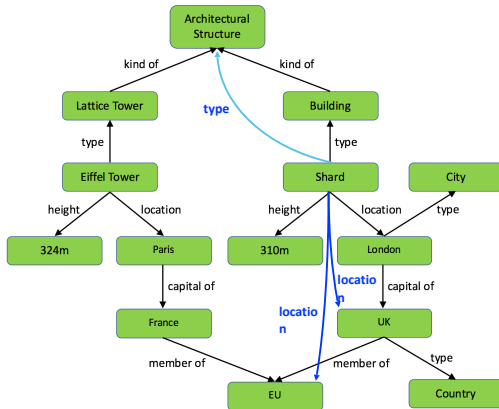 Architectural
Structure
kind of
kind of
Lattice Tower
Building
type
type
type
Eiffel Tower
Shard
City
height
location
height
location
type
324m
Paris
310m
London
capital of
locatio
n
capital of
locatio
n
France
UK
member of
member of
type
EU
Country